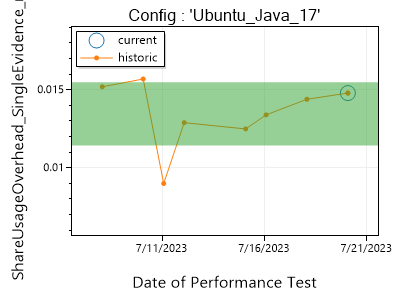 Config : 'Ubuntu_Java_17'
current
historic
ShareUsageOverhead_SingleEvidence_
0.015
0.01
7/11/2023
7/16/2023
7/21/2023
Date of Performance Test